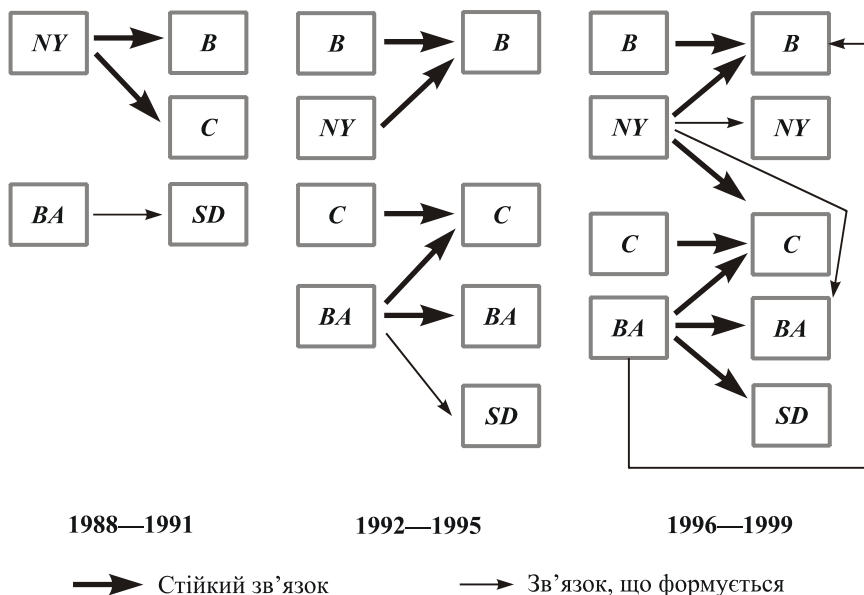 NY B B B B B
C NY NY NY
BA SD C C C C
BA BA BA BA
SD SD
1988—1991 1992—1995 1996—1999
Стійкий зв’язок Зв’язок, що формується